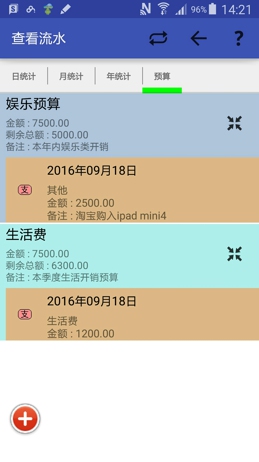 96% 14:21
查看流水 ?
日统计 月统计 年统计 预算
娱乐预算
金额 : 7500.00
剩余总额 : 5000.00
备注 : 本年内娱乐类开销
2016年09月18日
支
其他
金额 : 2500.00
备注 : 淘宝购入ipad mini4
生活费
金额 : 7500.00
剩余总额 : 6300.00
备注 : 本季度生活开销预算
2016年09月18日
支
生活费
金额 : 1200.00